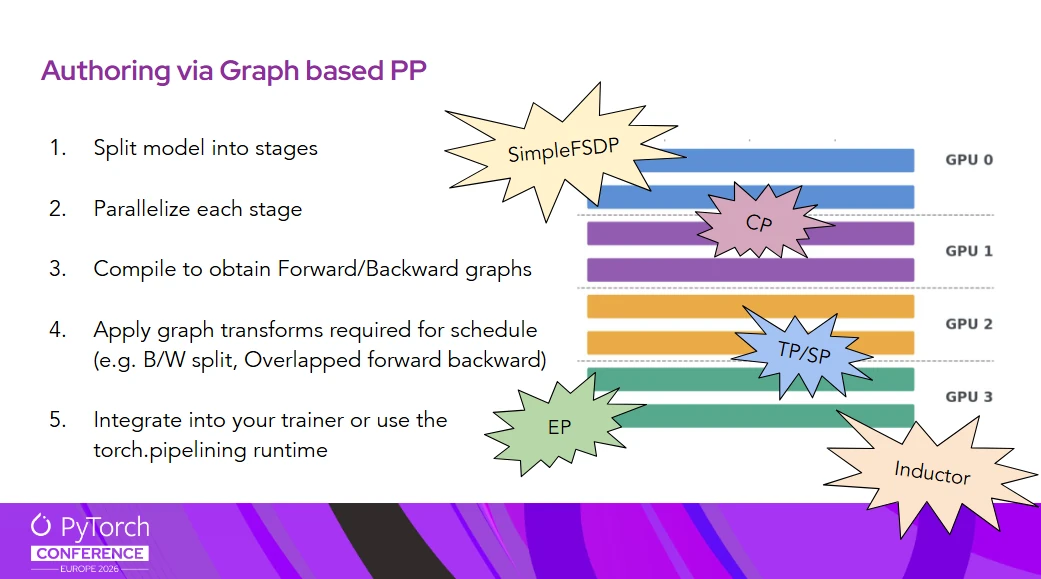 Authoring via Graph based PP
1. Split model into stages
2. Parallelize each stage
3. Compile to obtain Forward/Backward graphs
4. Apply graph transforms required for schedule
(e.g. B/W split, Overlapped forward backward)
5. Integrate into your trainer or use the
torch.pipelining runtime
SimpleFSDP
GPU 0
CP
GPU 1
GPU 2
TP/SP
GPU 3
EP
Inductor
PyTorch
CONFERENCE
EUROPE 2026